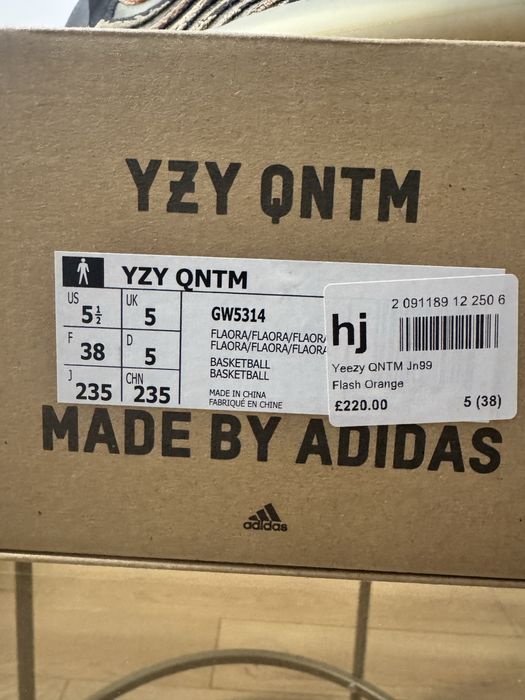 YZY QNTM
YZY QNTM
US 5½
UK 5
F 38
D 5
J 235
CHN 235
GW5314
FLAORA/FLAORA/FLAORA
FLAORA/FLAORA/FLAORA
BASKETBALL
BASKETBALL
MADE IN CHINA
FABRIQUÉ EN CHINE
hj
2 091189 12 250 6
Yeezy QNTM Jn99
Flash Orange
£220.00 5 (38)
MADE BY ADIDAS
adidas